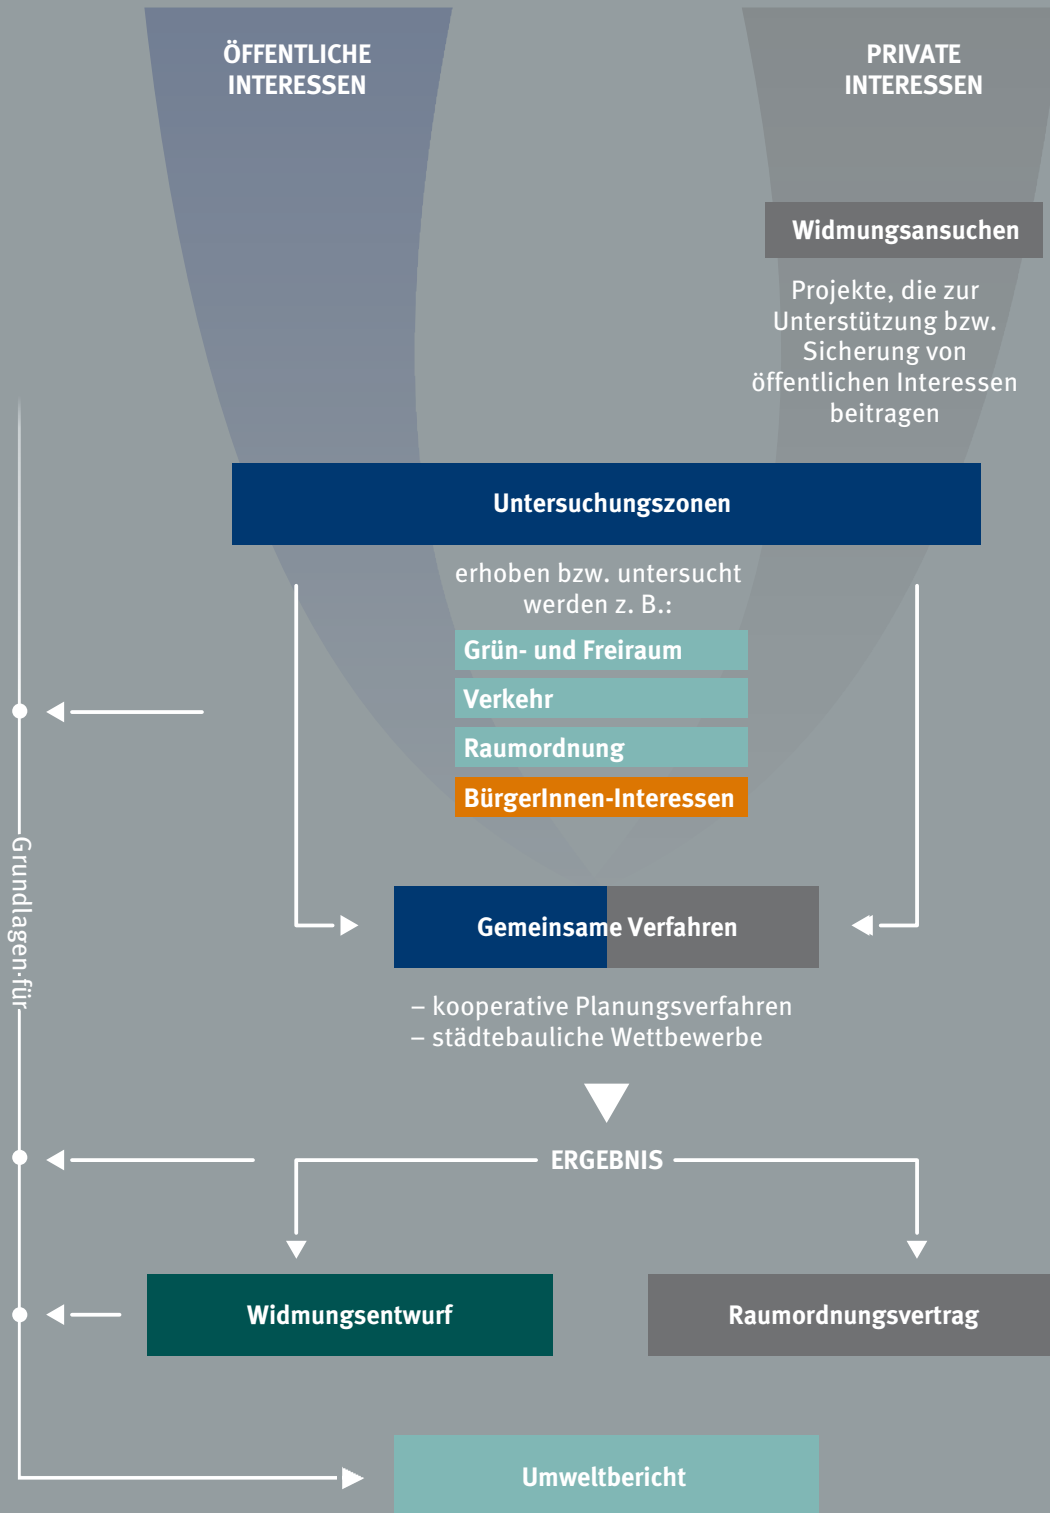 ÖFFENTLICHE
INTERESSEN
PRIVATE
INTERESSEN
Widmungsansuchen
Projekte, die zur
Unterstützung bzw.
Sicherung von
öffentlichen Interessen
beitragen
Untersuchungszonen
erhoben bzw. untersucht
werden z. B.:
Grün- und Freiraum
Verkehr
Raumordnung
BürgerInnen-Interessen
Grundlagen·für
Gemeinsame Verfahren
– kooperative Planungsverfahren
– städtebauliche Wettbewerbe
ERGEBNIS
Widmungsentwurf
Raumordnungsvertrag
Umweltbericht